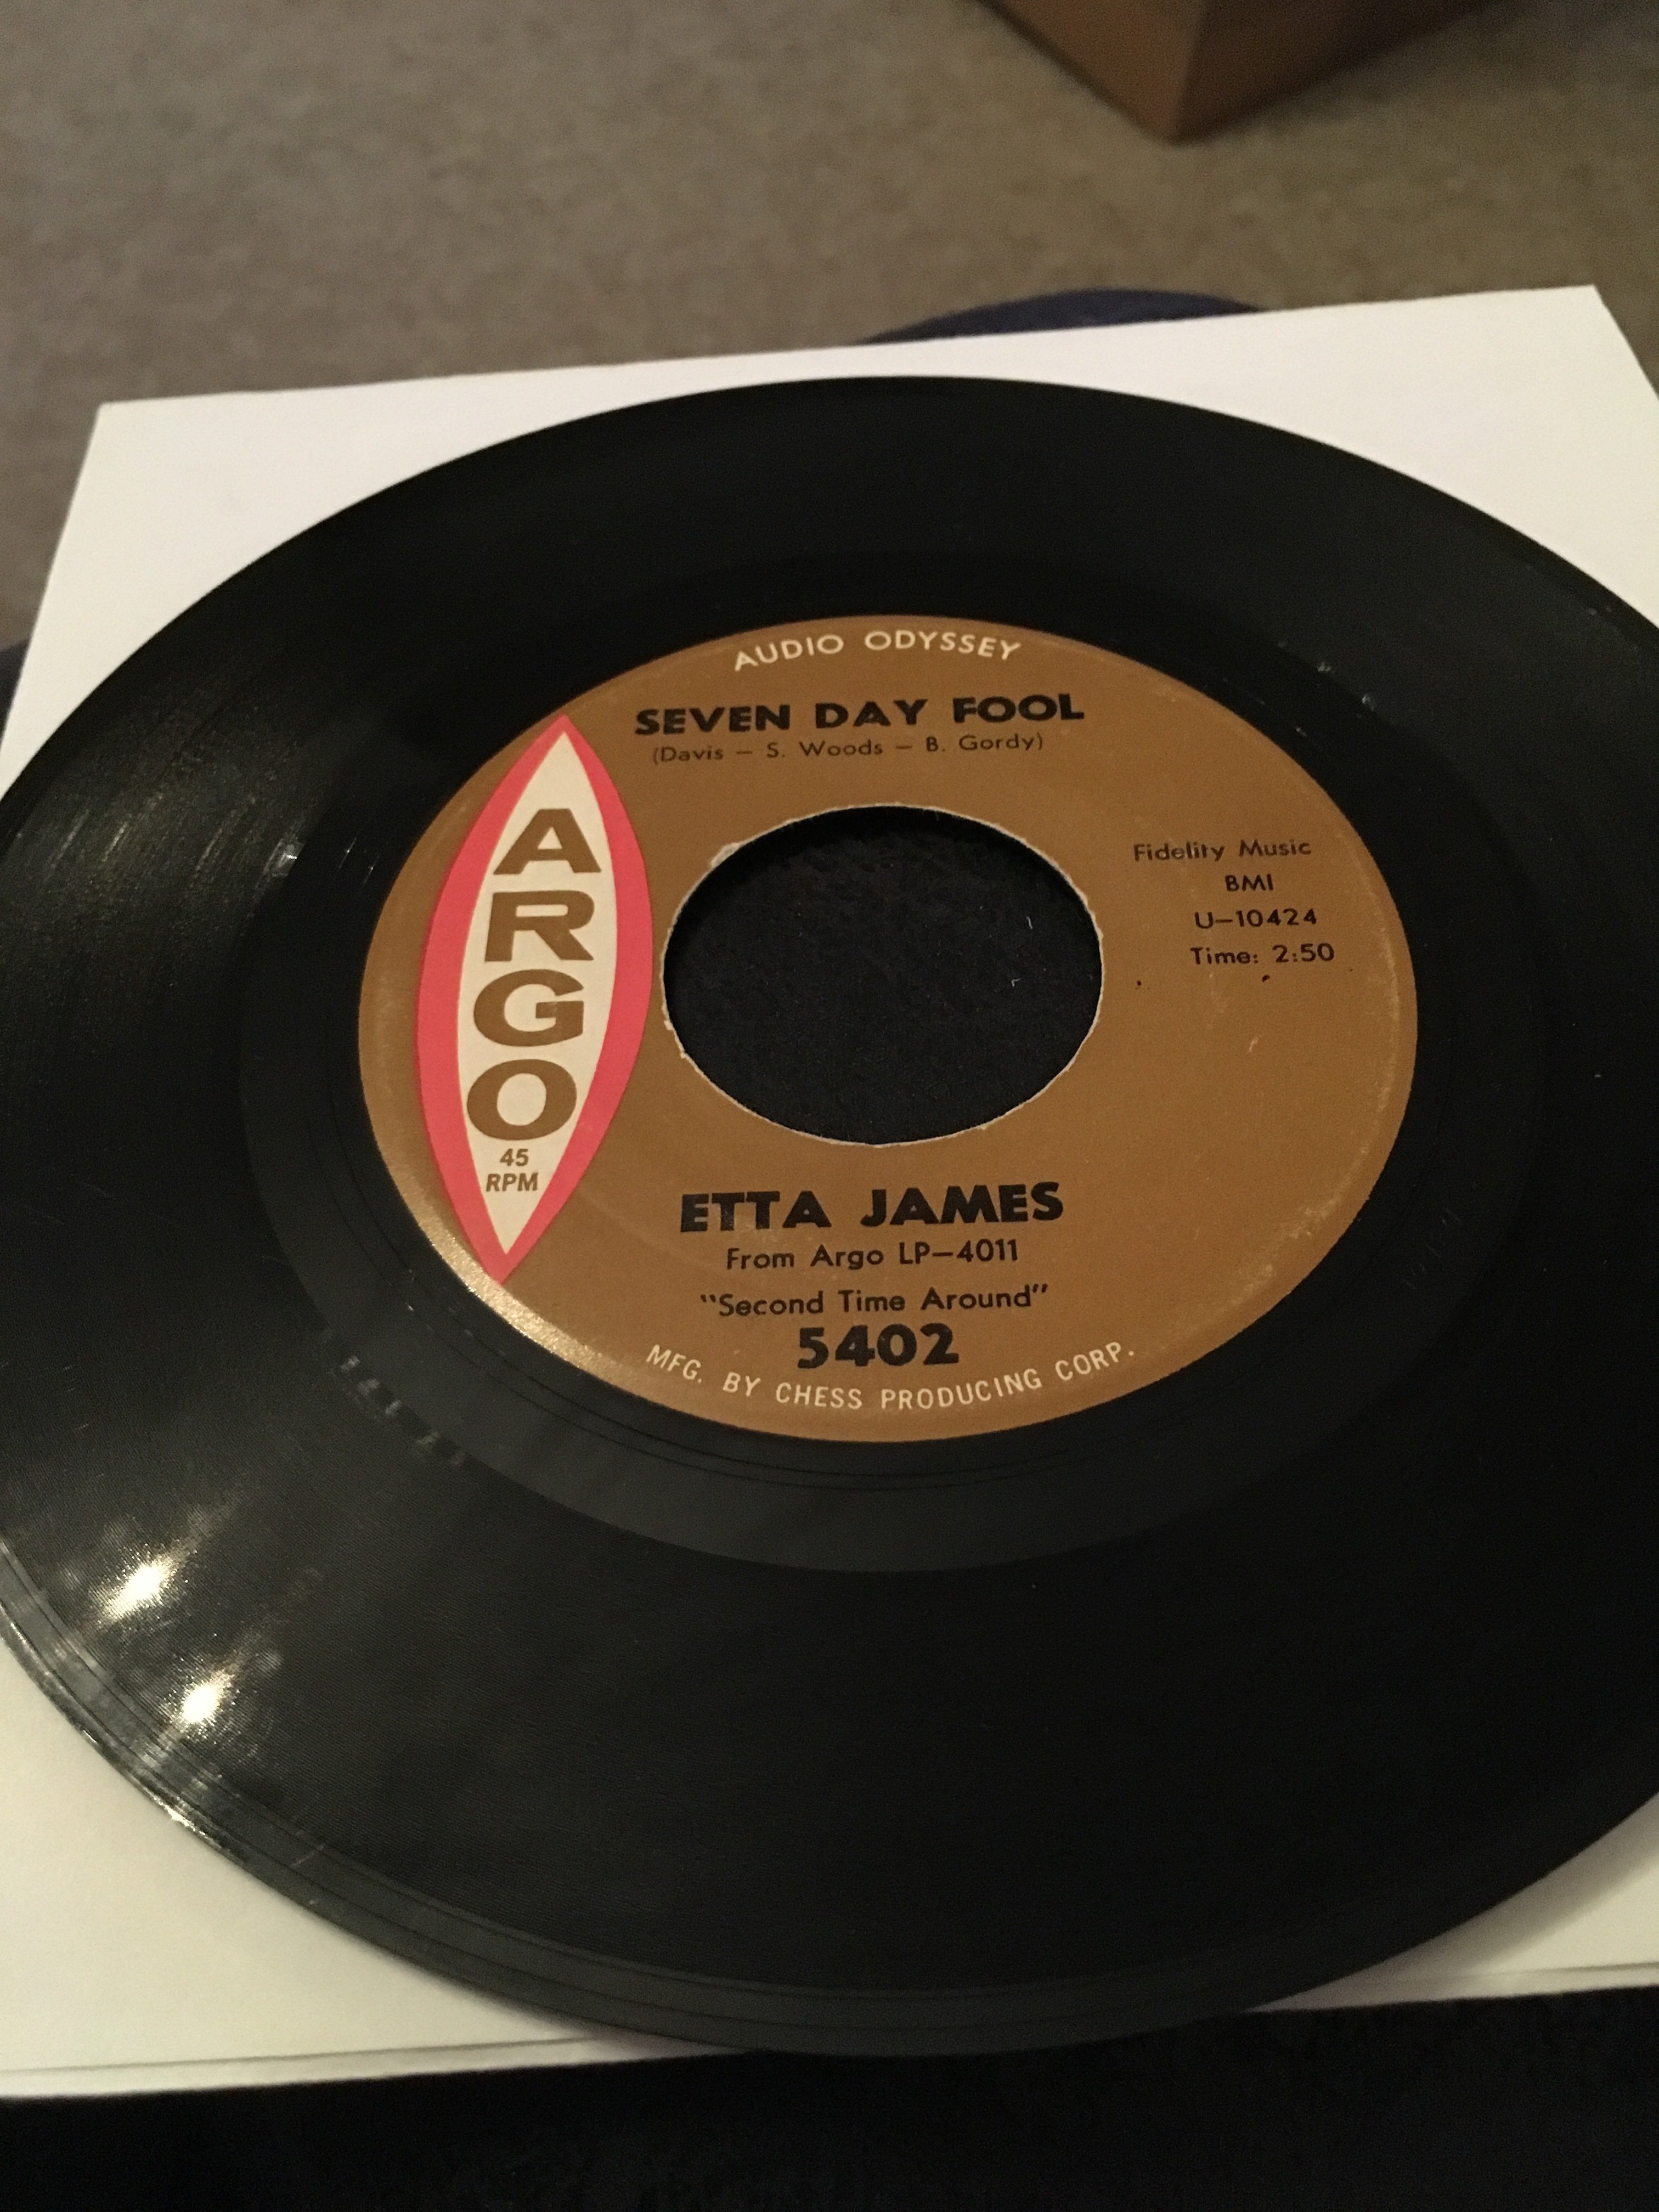 AUDIO ODYSSEY
SEVEN DAY FOOL
(Davis — S. Woods — B. Gordy)
ARGO
45
RPM
Fidelity Music
BMI
U—10424
Time: 2:50
ETTA JAMES
From Argo LP—4011
"Second Time Around"
5402
MFG. BY CHESS PRODUCING CORP.